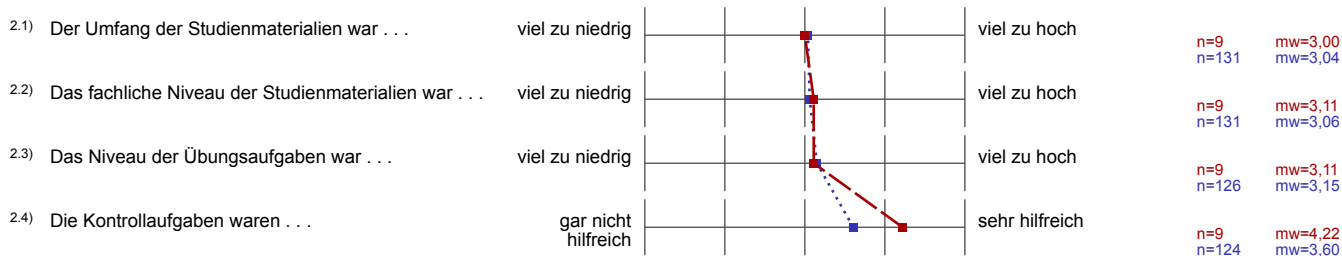 2.1) Der Umfang der Studienmaterialien war . . . viel zu niedrig viel zu hoch
n=9 mw=3,00
n=131 mw=3,04
2.2) Das fachliche Niveau der Studienmaterialien war . . . viel zu niedrig viel zu hoch
n=9 mw=3,11
n=131 mw=3,06
2.3) Das Niveau der Übungsaufgaben war . . . viel zu niedrig viel zu hoch
n=9 mw=3,11
n=126 mw=3,15
2.4) Die Kontrollaufgaben waren . . . gar nicht sehr hilfreich
hilfreich
n=9 mw=4,22
n=124 mw=3,60